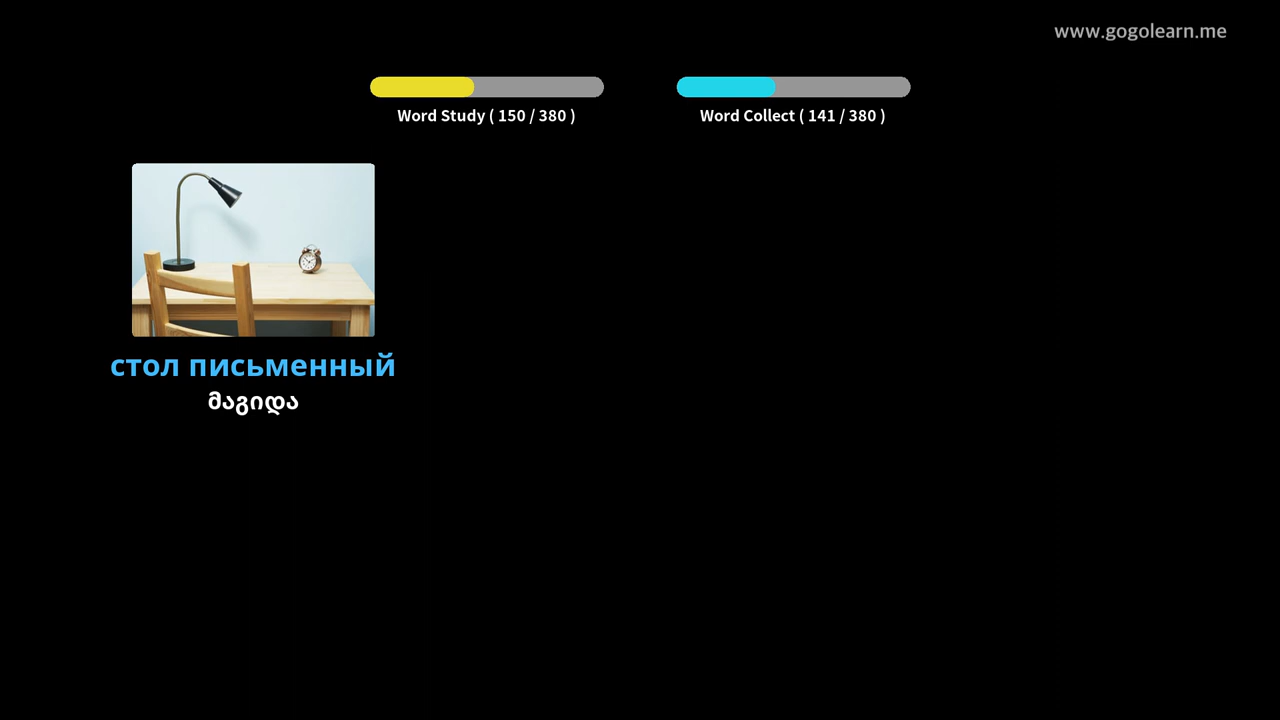 www.gogolearn.me
Word Study ( 150 / 380 )
Word Collect ( 141 / 380 )
стол письменный
მაგიდა